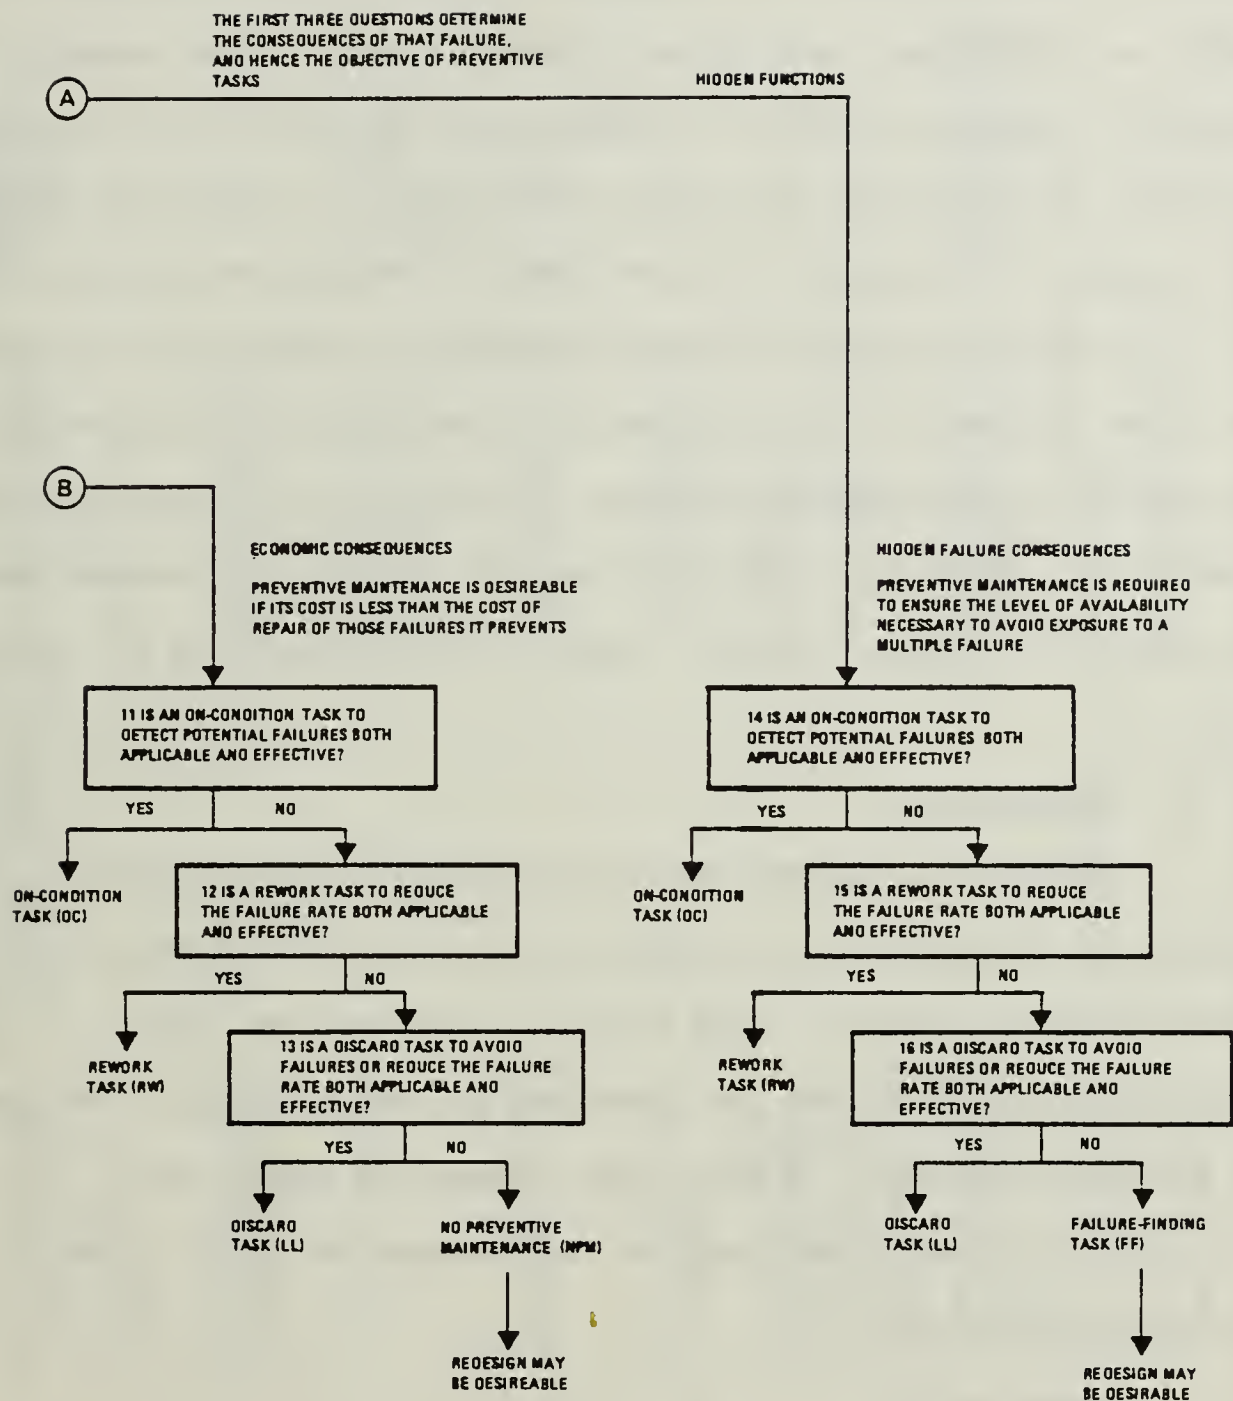 THE FIRST THREE QUESTIONS DETERMINE
THE CONSEQUENCES OF THAT FAILURE,
AND HENCE THE OBJECTIVE OF PREVENTIVE
TASKS
HIDDEN FUNCTIONS
A
B
ECONOMIC CONSEQUENCES
PREVENTIVE MAINTENANCE IS DESIREABLE
IF ITS COST IS LESS THAN THE COST OF
REPAIR OF THOSE FAILURES IT PREVENTS
HIDDEN FAILURE CONSEQUENCES
PREVENTIVE MAINTENANCE IS REQUIRED
TO ENSURE THE LEVEL OF AVAILABILITY
NECESSARY TO AVOID EXPOSURE TO A
MULTIPLE FAILURE
11 IS AN ON-CONDITION TASK TO
DETECT POTENTIAL FAILURES BOTH
APPLICABLE AND EFFECTIVE?
14 IS AN ON-CONDITION TASK TO
DETECT POTENTIAL FAILURES BOTH
APPLICABLE AND EFFECTIVE?
YES NO
YES NO
ON-CONDITION
TASK (OC)
12 IS A REWORK TASK TO REDUCE
THE FAILURE RATE BOTH APPLICABLE
AND EFFECTIVE?
ON-CONDITION
TASK (OC)
15 IS A REWORK TASK TO REDUCE
THE FAILURE RATE BOTH APPLICABLE
AND EFFECTIVE?
YES NO
YES NO
REWORK
TASK (RW)
13 IS A DISCARD TASK TO AVOID
FAILURES OR REDUCE THE FAILURE
RATE BOTH APPLICABLE AND
EFFECTIVE?
REWORK
TASK (RW)
16 IS A DISCARD TASK TO AVOID
FAILURES OR REDUCE THE FAILURE
RATE BOTH APPLICABLE AND
EFFECTIVE?
YES NO
YES NO
DISCARD
TASK (LL)
NO PREVENTIVE
MAINTENANCE (NPM)
DISCARD
TASK (LL)
FAILURE-FINDING
TASK (FF)
REDESIGN MAY
BE DESIREABLE
REDESIGN MAY
BE DESIRABLE